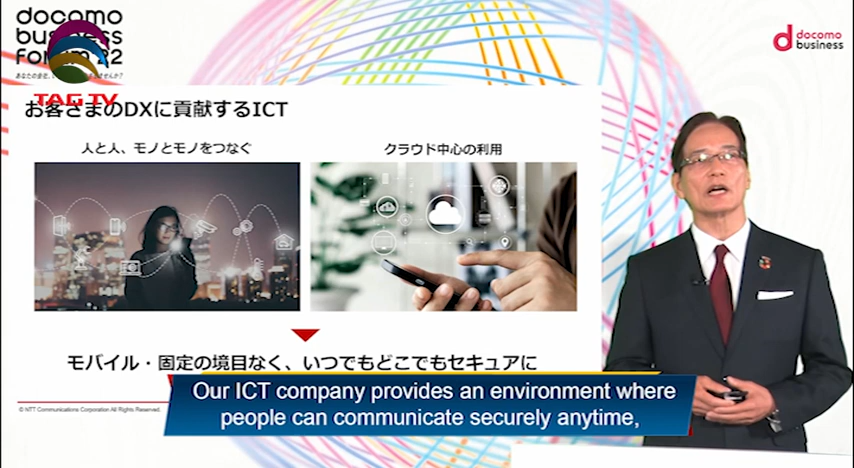 docomo
business
Forum 22
docomo
business
TAG TV
お客さまのDXに貢献するICT
人と人、モノとモノをつなぐ
クラウド中心の利用
モバイル・固定の境目なく、いつでもどこでもセキュアに
© NTT Communications Corporation All Rights Reserved.
Our ICT company provides an environment where
people can communicate securely anytime,